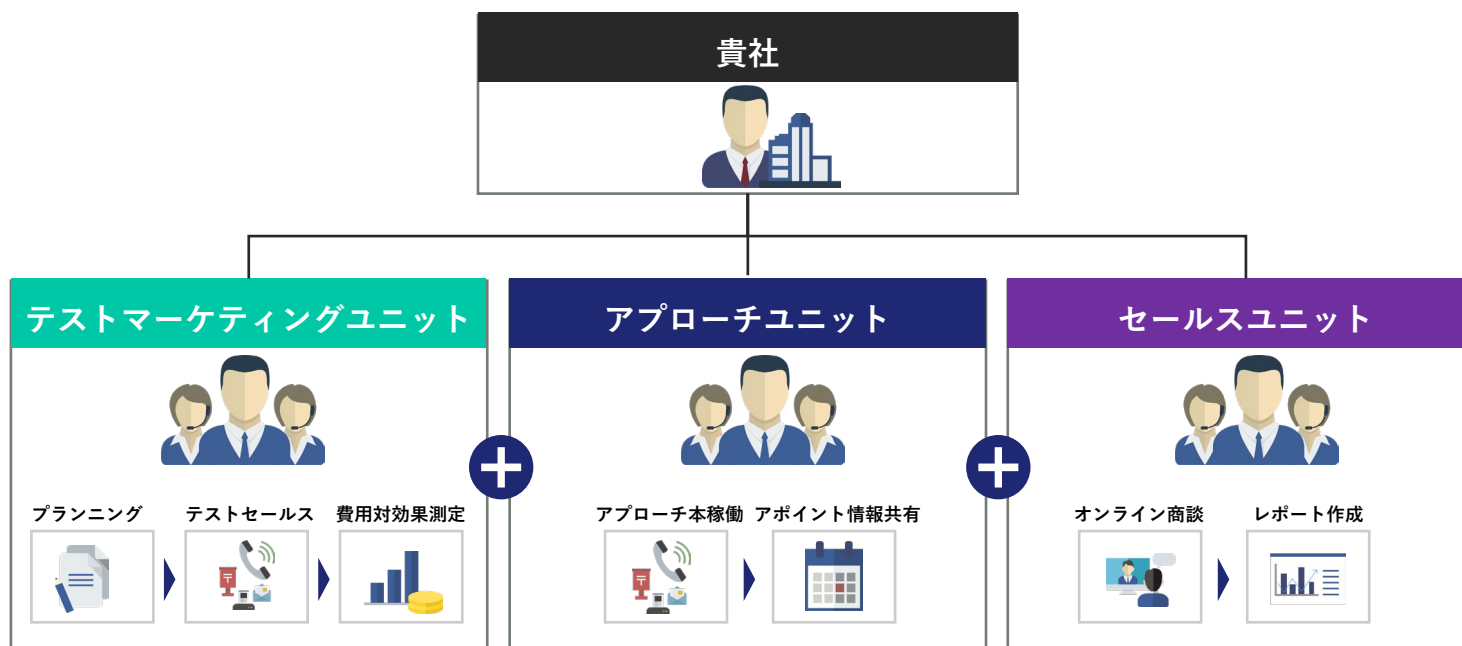 貴社
テストマーケティングユニット
アプローチユニット
セールスユニット
プランニング
テストセールス
費用対効果測定
アプローチ本稼働
アポイント情報共有
オンライン商談
レポート作成